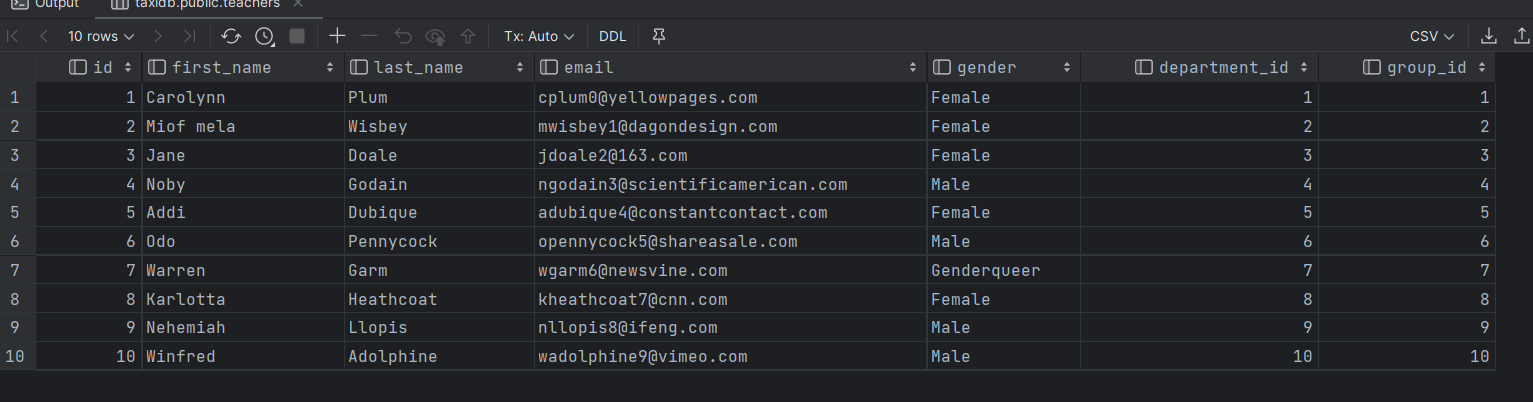 Output taxidb.public.teachers
10 rows Tx: Auto DDL CSV
id first_name last_name email gender department_id group_id
1 1 Carolynn Plum cplum0@yellowpages.com Female 1 1
2 2 Miof mela Wisbey mwisbey1@dagondesign.com Female 2 2
3 3 Jane Doale jdoale2@163.com Female 3 3
4 4 Noby Godain ngodain3@scientificamerican.com Male 4 4
5 5 Addi Dubique adubique4@constantcontact.com Female 5 5
6 6 Odo Pennycock opennycock5@shareasale.com Male 6 6
7 7 Warren Garm wgarm6@newsvine.com Genderqueer 7 7
8 8 Karlotta Heathcoat kheathcoat7@cnn.com Female 8 8
9 9 Nehemiah Llopis nllopis8@ifeng.com Male 9 9
10 10 Winfred Adolphine wadolphine9@vimeo.com Male 10 10